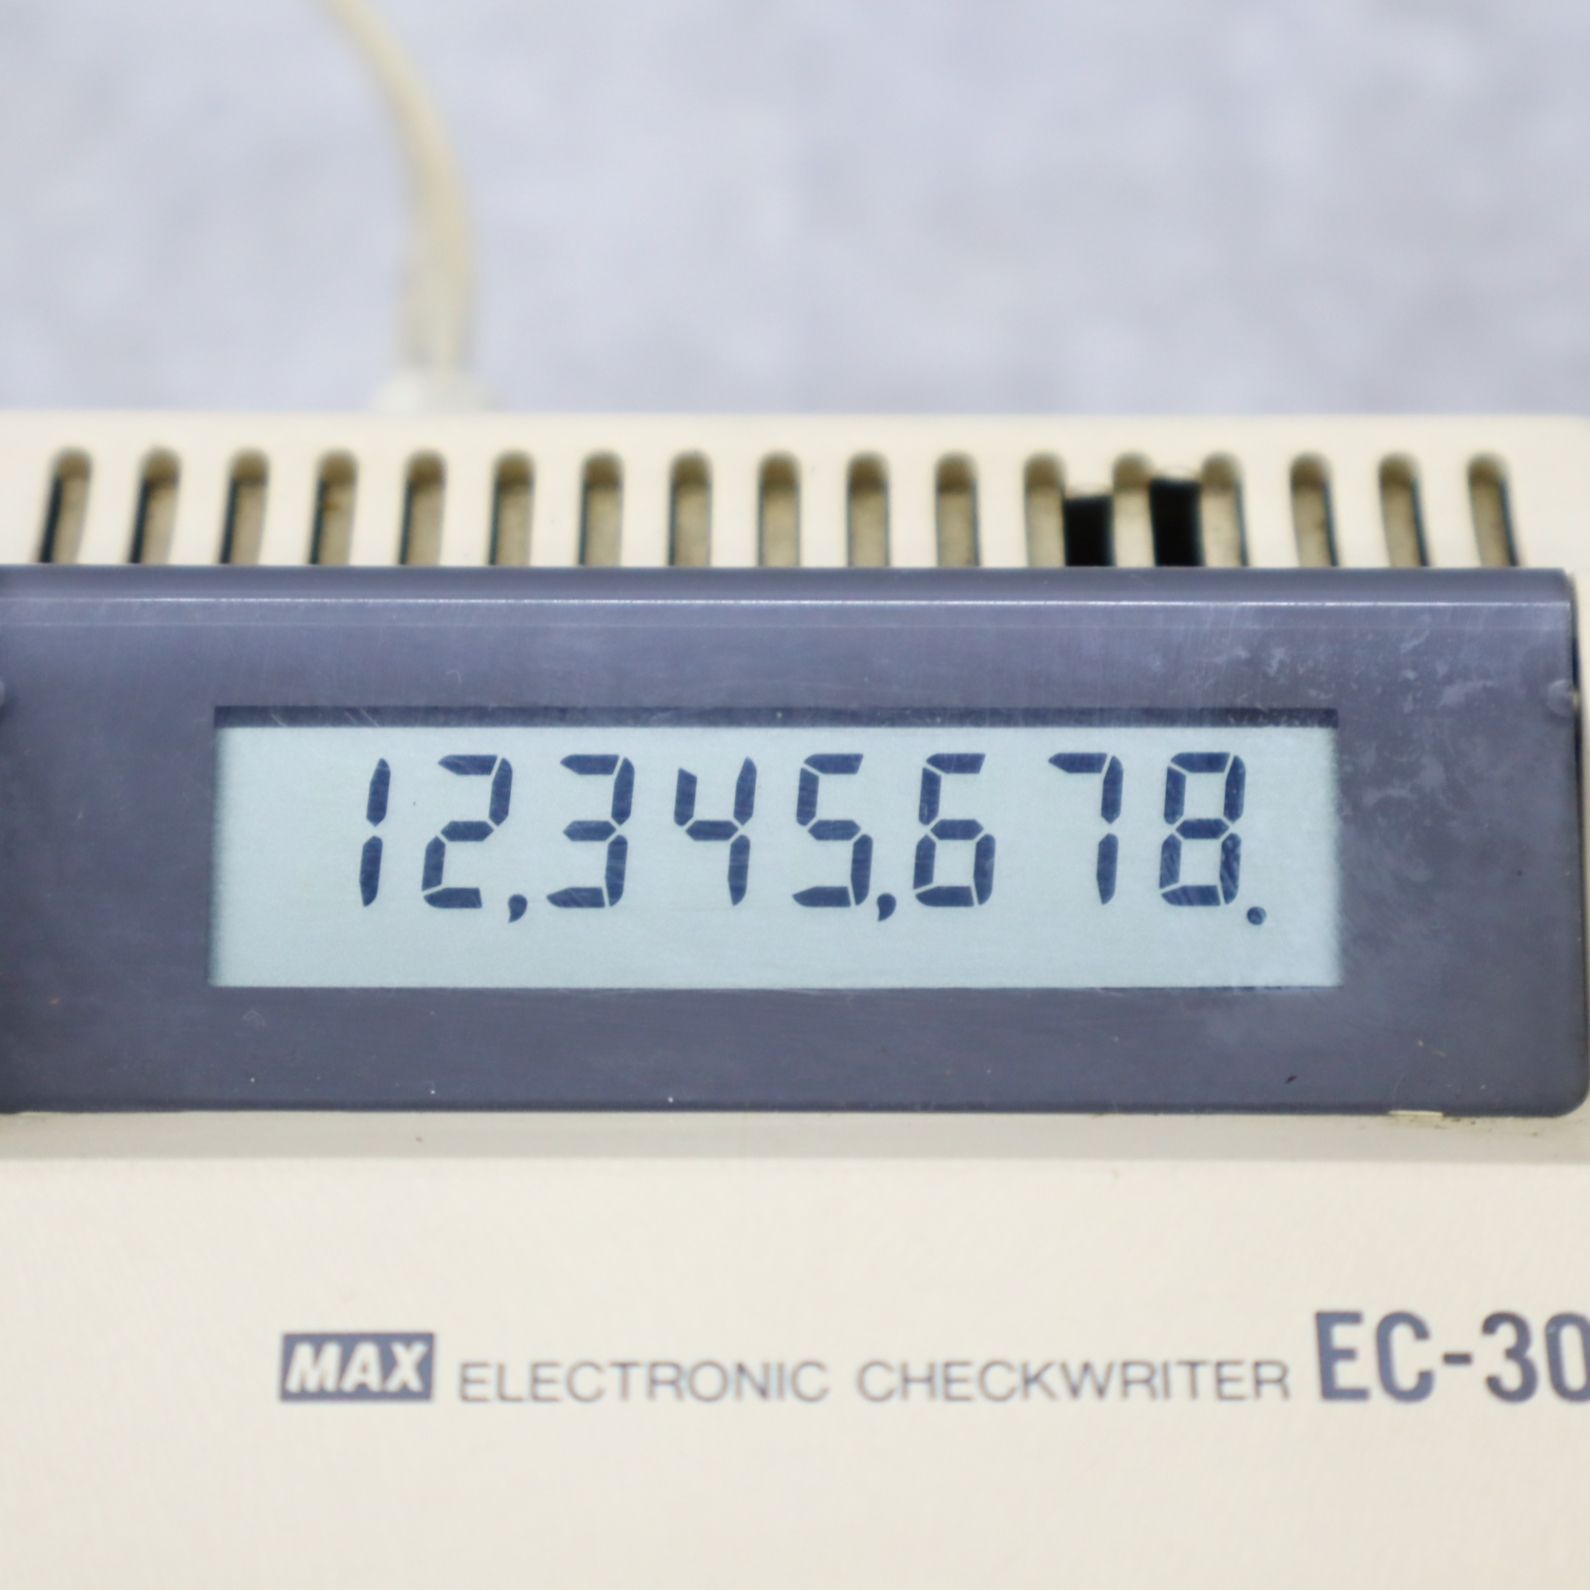 12,345,678.
MAX ELECTRONIC CHECKWRITER EC-30